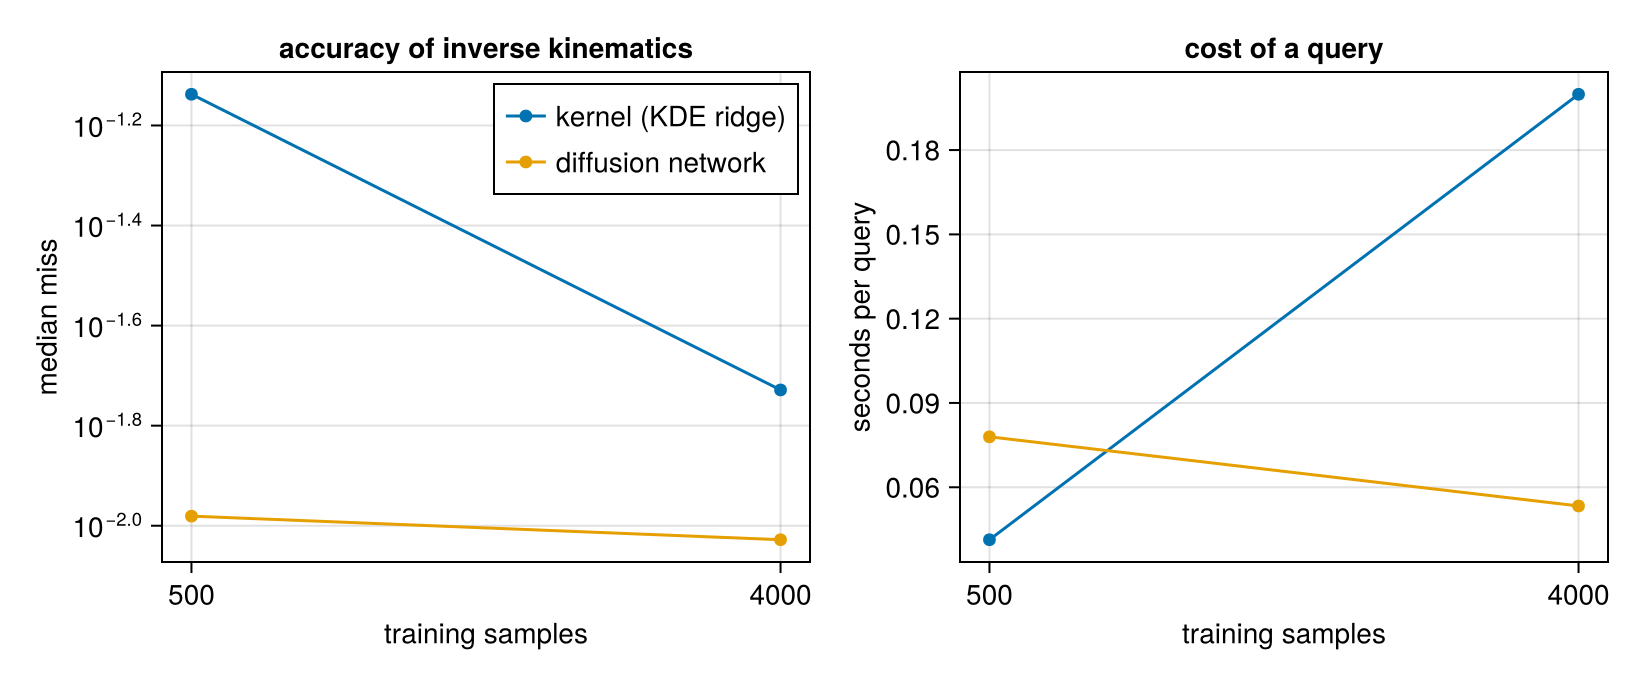 accuracy of inverse kinematics
kernel (KDE ridge)
diffusion network
10−1.2
10−1.4
10−1.6
10−1.8
10−2.0
median miss
500
4000
training samples
cost of a query
0.18
0.15
0.12
0.09
0.06
seconds per query
500
4000
training samples